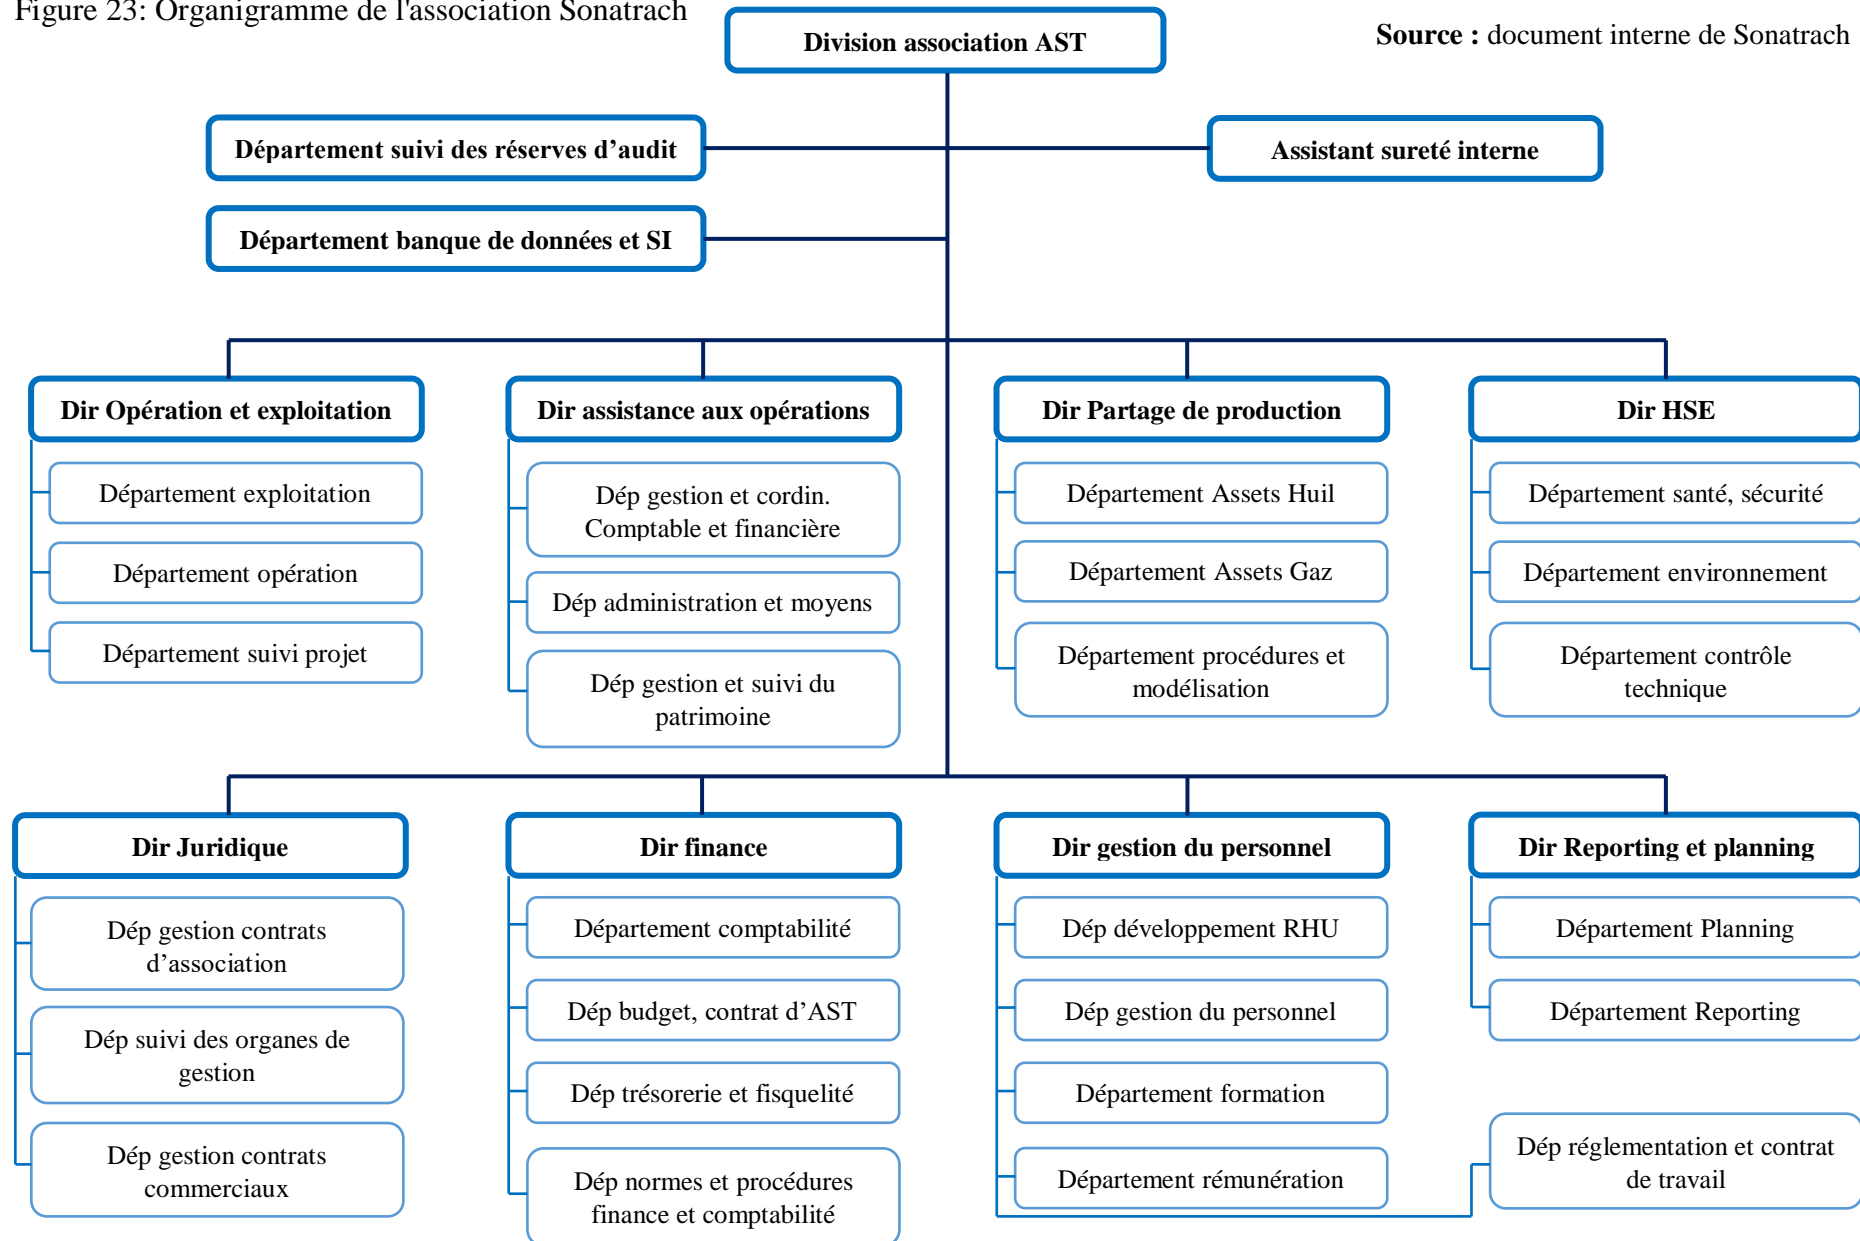 Figure 23: Organigramme de l'association Sonatrach
Division association AST
Source : document interne de Sonatrach
Département suivi des réserves d’audit
Assistant sureté interne
Département banque de données et SI
Dir Opération et exploitation
Dir assistance aux opérations
Dir Partage de production
Dir HSE
Département exploitation
Département opération
Département suivi projet
Dép gestion et cordin.
Comptable et financière
Dép administration et moyens
Dép gestion et suivi du
patrimoine
Département Assets Huil
Département Assets Gaz
Département procédures et
modélisation
Département santé, sécurité
Département environnement
Département contrôle
technique
Dir Juridique
Dir finance
Dir gestion du personnel
Dir Reporting et planning
Dép gestion contrats
d’association
Dép suivi des organes de
gestion
Dép gestion contrats
commerciaux
Département comptabilité
Dép budget, contrat d’AST
Dép trésorerie et fisquelité
Dép normes et procédures
finance et comptabilité
Dép développement RHU
Dép gestion du personnel
Département formation
Département rémunération
Département Planning
Département Reporting
Dép réglementation et contrat
de travail